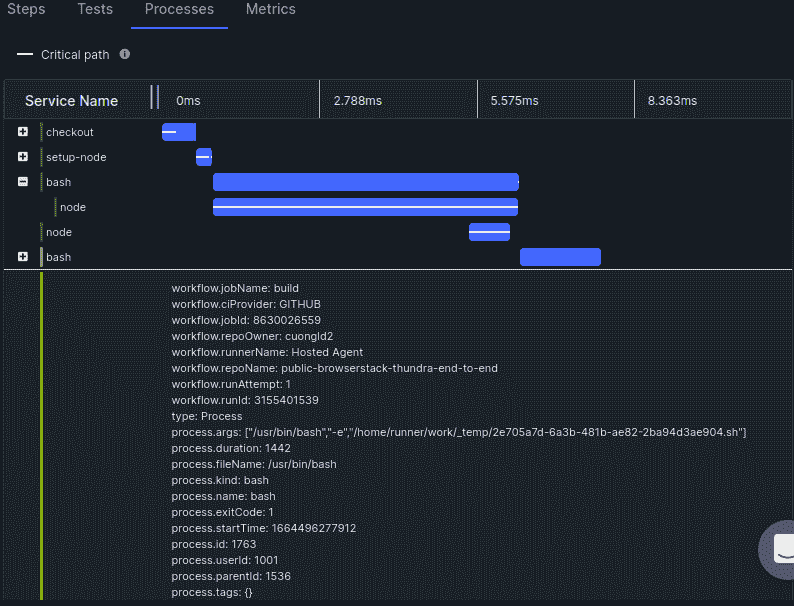 Steps Tests Processes Metrics
Critical path
Service Name 0ms 2.788ms 5.575ms 8.363ms
checkout
setup-node
bash
node
node
bash
workflow.jobName: build
workflow.ciProvider: GITHUB
workflow.jobId: 8630026559
workflow.repoOwner: cuongld2
workflow.runnerName: Hosted Agent
workflow.repoName: public-browserstack-thundra-end-to-end
workflow.runAttempt: 1
workflow.runId: 3155401539
type: Process
process.args: ["/usr/bin/bash","-e","/home/runner/work/_temp/2e705a7d-6a3b-481b-ae82-2ba94d3ae904.sh"]
process.duration: 1442
process.fileName: /usr/bin/bash
process.kind: bash
process.name: bash
process.exitCode: 1
process.startTime: 1664496277912
process.id: 1763
process.userId: 1001
process.parentId: 1536
process.tags: {}